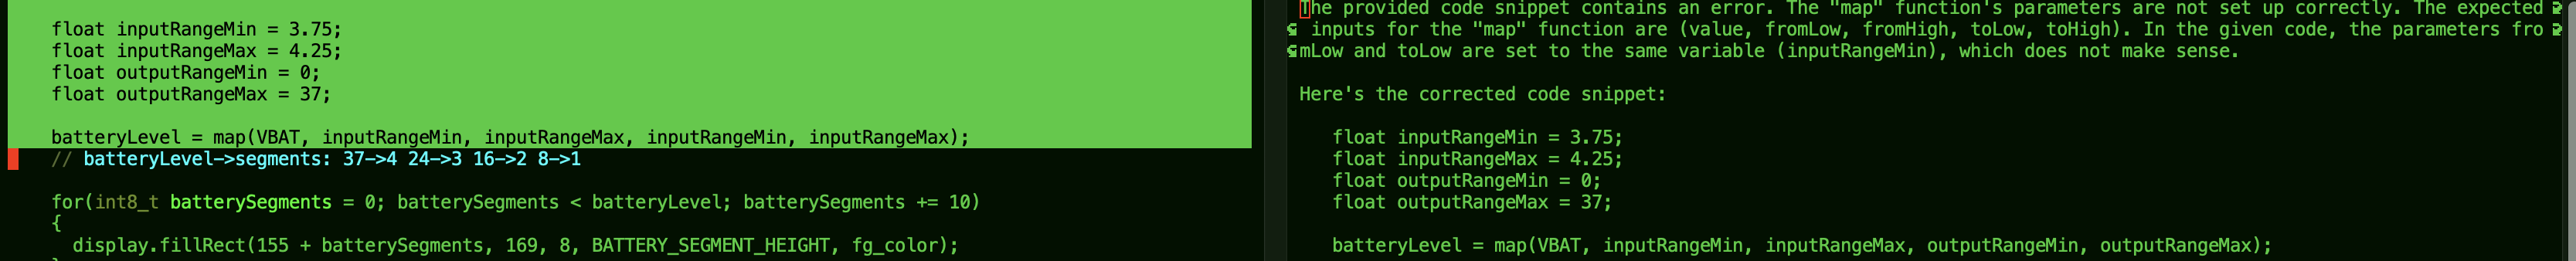 float inputRangeMin = 3.75;
float inputRangeMax = 4.25;
float outputRangeMin = 0;
float outputRangeMax = 37;
batteryLevel = map(VBAT, inputRangeMin, inputRangeMax, inputRangeMin, inputRangeMax);
// batteryLevel->segments: 37->4 24->3 16->2 8->1
for(int8_t batterySegments = 0; batterySegments < batteryLevel; batterySegments += 10)
{
display.fillRect(155 + batterySegments, 169, 8, BATTERY_SEGMENT_HEIGHT, fg_color);
The provided code snippet contains an error. The "map" function's parameters are not set up correctly. The expected
inputs for the "map" function are (value, fromLow, fromHigh, toLow, toHigh). In the given code, the parameters fro
mLow and toLow are set to the same variable (inputRangeMin), which does not make sense.
Here's the corrected code snippet:
float inputRangeMin = 3.75;
float inputRangeMax = 4.25;
float outputRangeMin = 0;
float outputRangeMax = 37;
batteryLevel = map(VBAT, inputRangeMin, inputRangeMax, outputRangeMin, outputRangeMax);